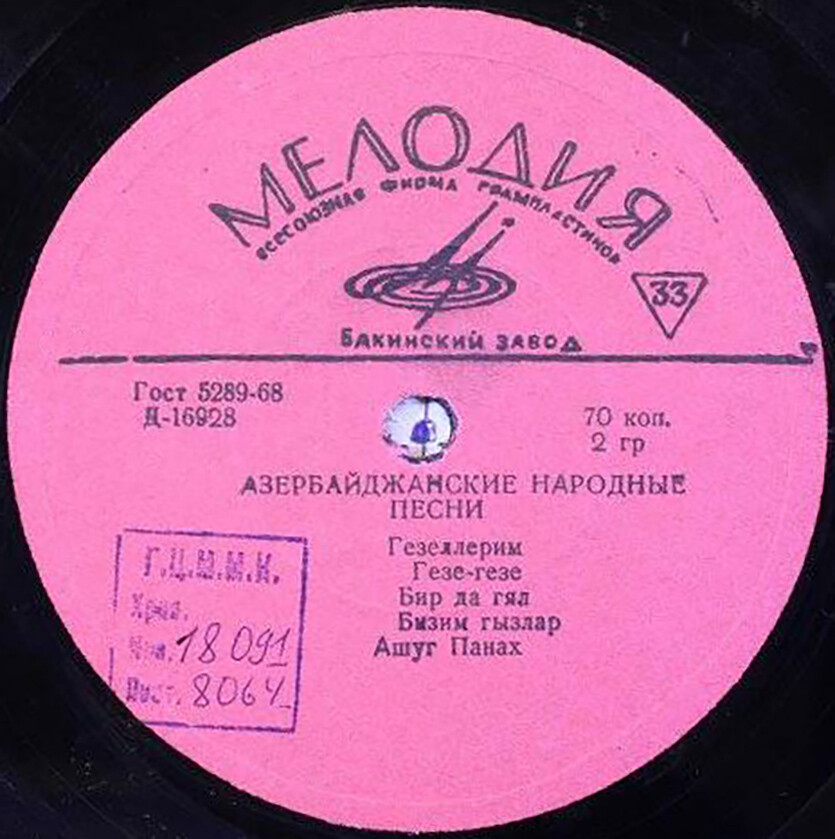 МЕЛОДИЯ
ВСЕСОЮЗНАЯ ФИРМА ГРАМПЛАСТИНОК
33
БАКИНСКИЙ ЗАВОД
Гост 5289-68
Д-16928
70 коп.
2 гр
АЗЕРБАЙДЖАНСКИЕ НАРОДНЫЕ
ПЕСНИ
Гезеллерим
Гезе-гезе
Бир да гял
Бизим гызлар
Ашуг Панах
Г.Ц.М.М.К.
18 091
8064